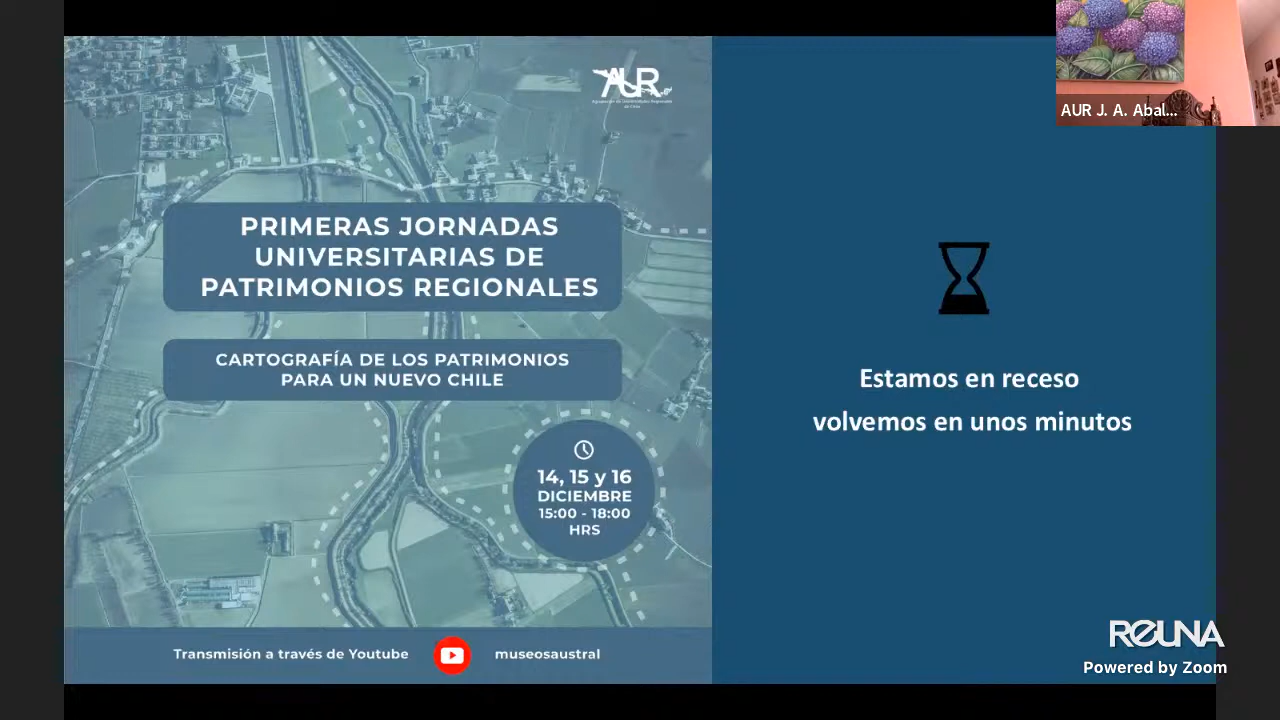 AUR
PRIMERAS JORNADAS
UNIVERSITARIAS DE
PATRIMONIOS REGIONALES
CARTOGRAFÍA DE LOS PATRIMONIOS
PARA UN NUEVO CHILE
14, 15 y 16
DICIEMBRE
15:00 - 18:00
HRS
Transmisión a través de Youtube
museosaustral
Estamos en receso
volvemos en unos minutos
AUR J. A. Abal...
REUNA
Powered by Zoom